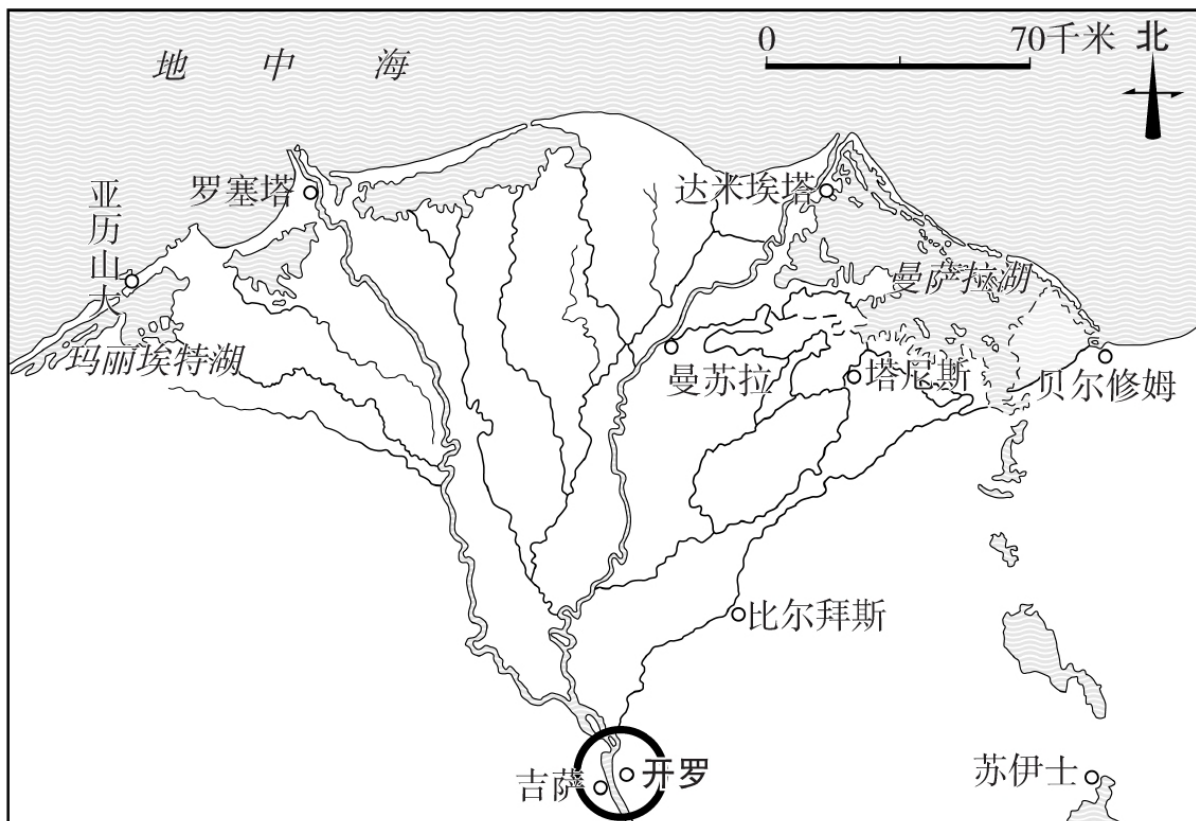 地中海
0 70千米 北
罗塞塔
达米埃塔
亚历山大
曼萨拉湖
玛丽埃特湖
曼苏拉
塔尼斯
贝尔修姆
比尔拜斯
吉萨
开罗
苏伊士